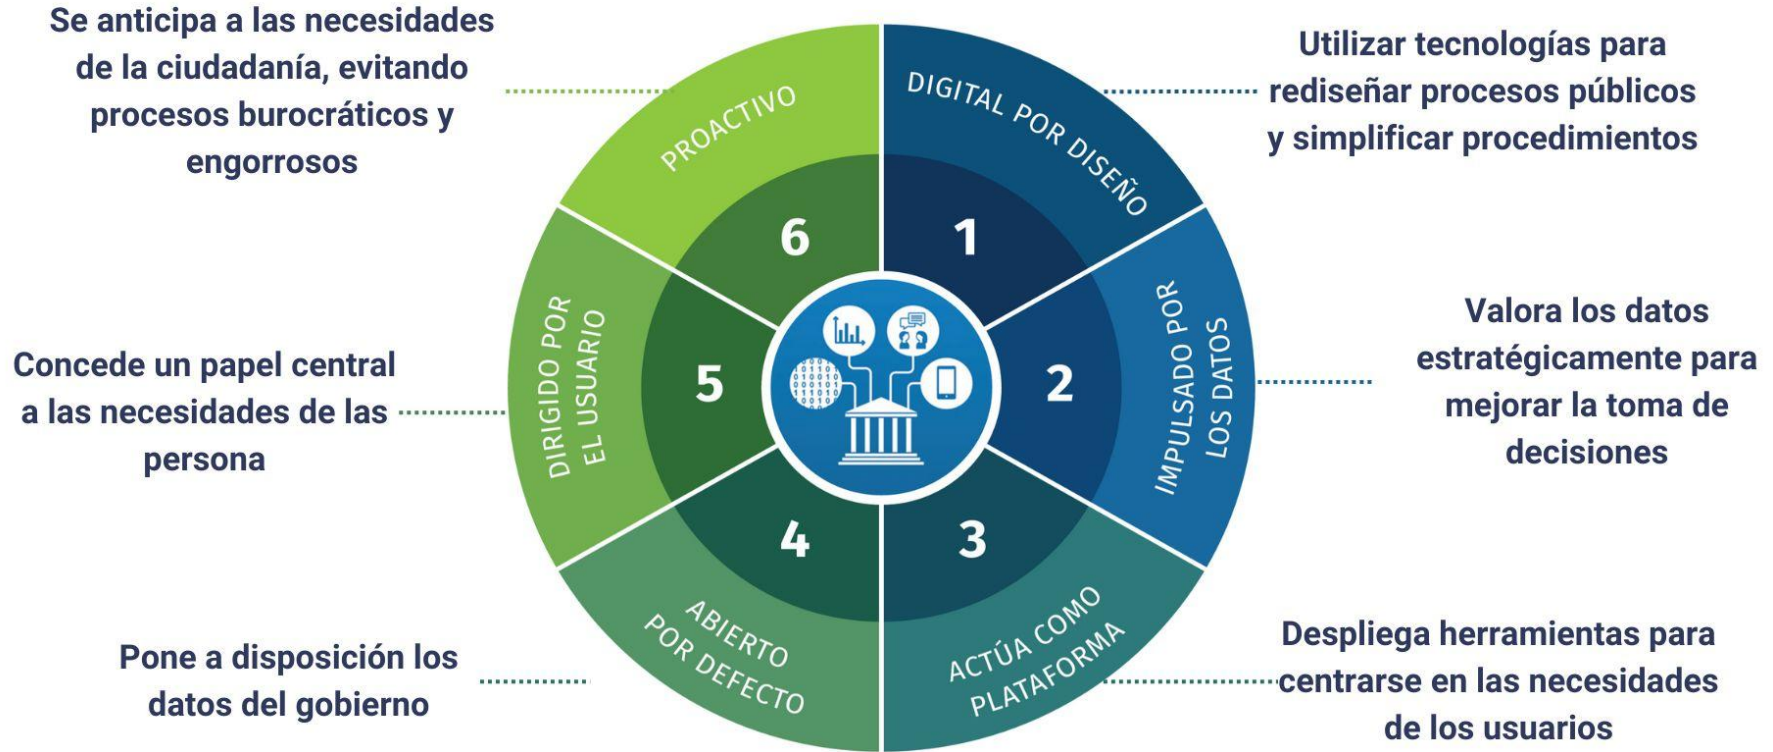 Se anticipa a las necesidades
de la ciudadanía, evitando
procesos burocráticos y
engorrosos
PROACTIVO
6
DIGITAL POR DISEÑO
1
Utilizar tecnologías para
rediseñar procesos públicos
y simplificar procedimientos
Concede un papel central
a las necesidades de las
persona
DIRIGIDO POR
EL USUARIO
5
2
IMPULSADO POR
LOS DATOS
Valora los datos
estratégicamente para
mejorar la toma de
decisiones
Pone a disposición los
datos del gobierno
ABIERTO
POR DEFECTO
4
3
ACTÚA COMO
PLATAFORMA
Despliega herramientas para
centrarse en las necesidades
de los usuarios